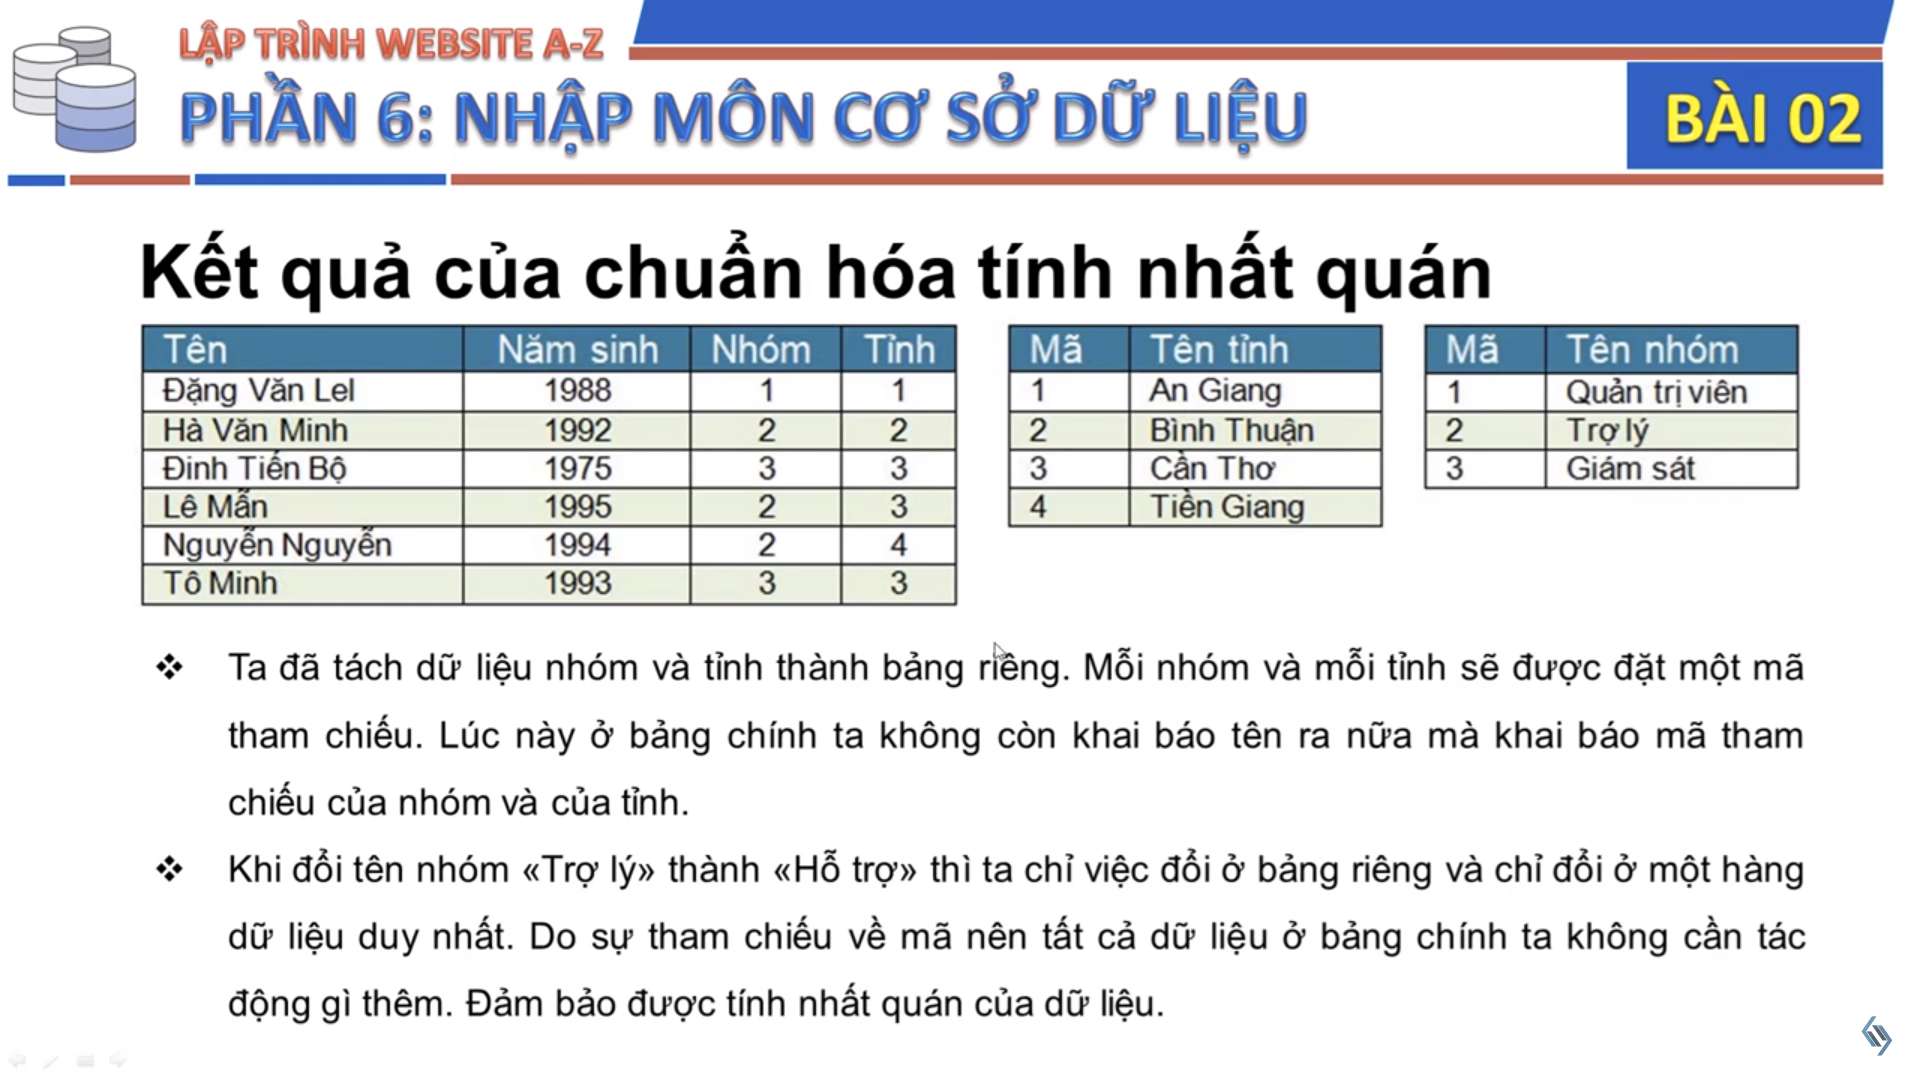 LẬP TRÌNH WEBSITE A-Z
PHẦN 6: NHẬP MÔN CƠ SỞ DỮ LIỆU
BÀI 02
Kết quả của chuẩn hóa tính nhất quán
Tên Năm sinh Nhóm Tỉnh
Đặng Văn Lel 1988 1 1
Hà Văn Minh 1992 2 2
Đinh Tiến Bộ 1975 3 3
Lê Mẫn 1995 2 3
Nguyễn Nguyễn 1994 2 4
Tô Minh 1993 3 3
Mã Tên tỉnh
1 An Giang
2 Bình Thuận
3 Cần Thơ
4 Tiền Giang
Mã Tên nhóm
1 Quản trị viên
2 Trợ lý
3 Giám sát
❖ Ta đã tách dữ liệu nhóm và tỉnh thành bảng riêng. Mỗi nhóm và mỗi tỉnh sẽ được đặt một mã
tham chiếu. Lúc này ở bảng chính ta không còn khai báo tên ra nữa mà khai báo mã tham
chiếu của nhóm và của tỉnh.
❖ Khi đổi tên nhóm «Trợ lý» thành «Hỗ trợ» thì ta chỉ việc đổi ở bảng riêng và chỉ đổi ở một hàng
dữ liệu duy nhất. Do sự tham chiếu về mã nên tất cả dữ liệu ở bảng chính ta không cần tác
động gì thêm. Đảm bảo được tính nhất quán của dữ liệu.